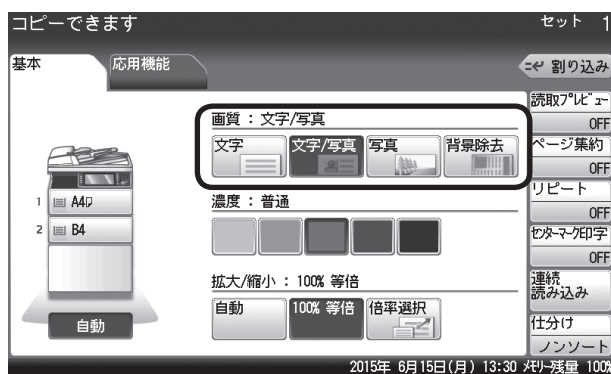 コピーできます
セット 1
基本
応用機能
割り込み
画質：文字/写真
文字
文字/写真
写真
背景除去
1 A4
2 B4
自動
濃度：普通
拡大/縮小：100% 等倍
自動
100% 等倍
倍率選択
読取プレビュー
OFF
ページ集約
OFF
リピート
OFF
センターマーク印字
OFF
連続
読み込み
仕分け
ノンソート
2015年 6月15日(月) 13:30 メモリー残量 100%